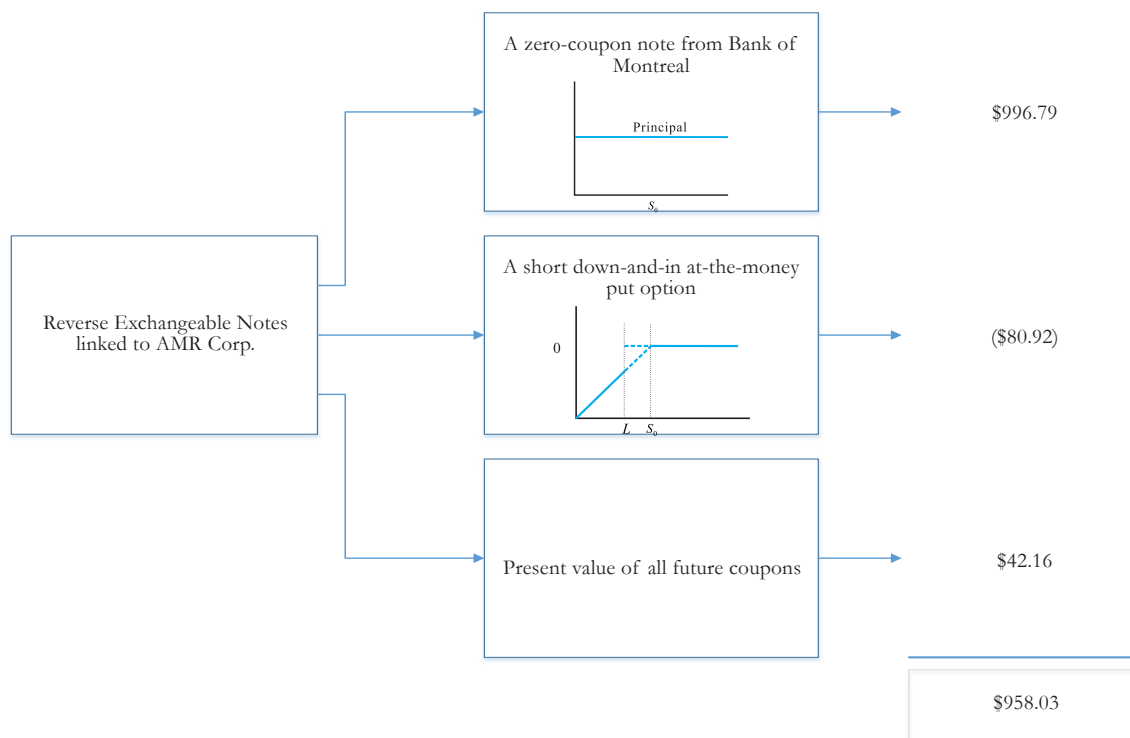 A zero-coupon note from Bank of
Montreal
Principal
S₀
$996.79
Reverse Exchangeable Notes
linked to AMR Corp.
A short down-and-in at-the-money
put option
0
L S₀
($80.92)
Present value of all future coupons
$42.16
$958.03